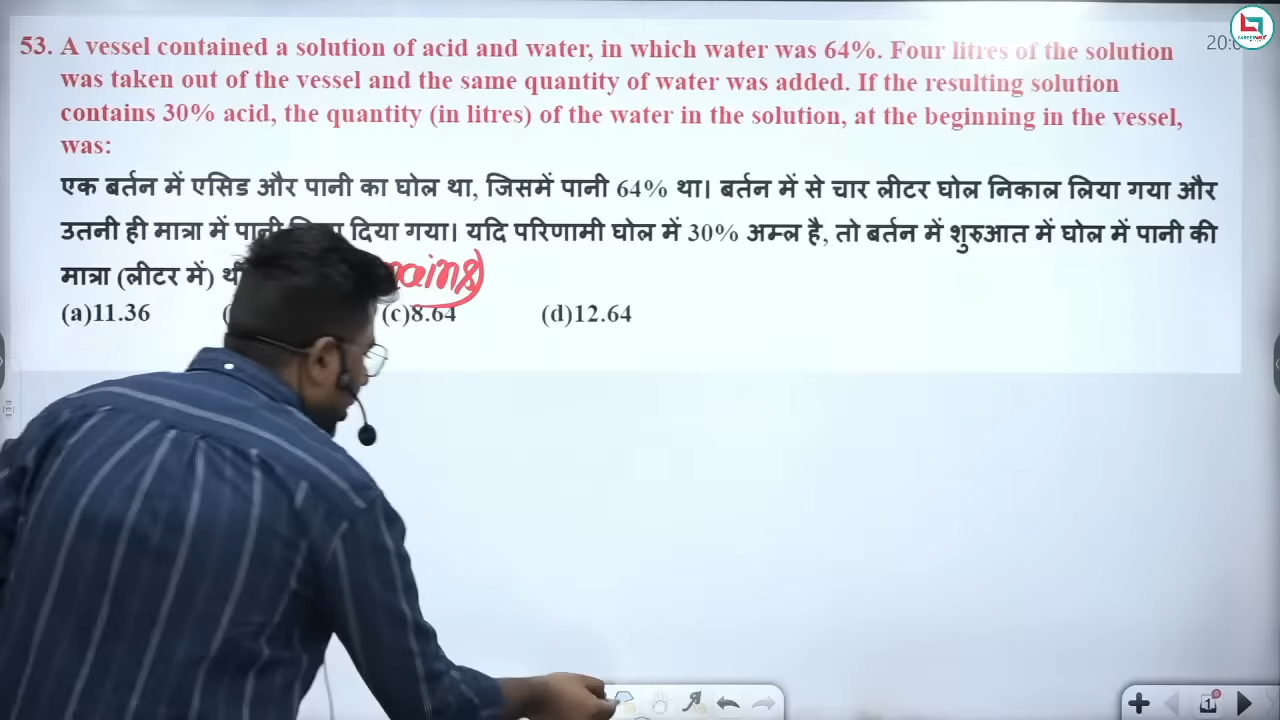 53. A vessel contained a solution of acid and water, in which water was 64%. Four litres of the solution
was taken out of the vessel and the same quantity of water was added. If the resulting solution
contains 30% acid, the quantity (in litres) of the water in the solution, at the beginning in the vessel,
was:
एक बर्तन में एसिड और पानी का घोल था, जिसमें पानी 64% था। बर्तन में से चार लीटर घोल निकाल लिया गया और
उतनी ही मात्रा में पानी दिया गया। यदि परिणामी घोल में 30% अम्ल है, तो बर्तन में शुरुआत में घोल में पानी की
मात्रा (लीटर में)
(a)11.36 (c)8.64 (d)12.64